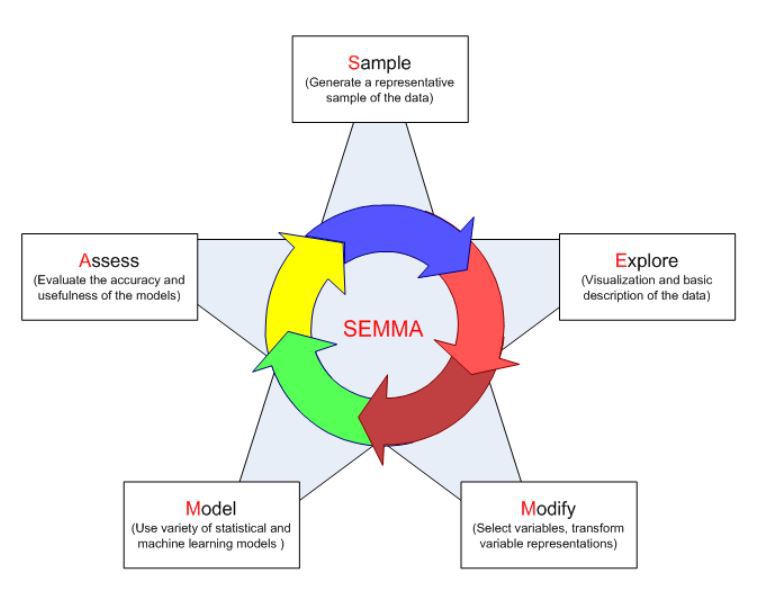 Sample
(Generate a representative
sample of the data)
Assess
(Evaluate the accuracy and
usefulness of the models)
Explore
(Visualization and basic
description of the data)
SEMMA
Model
(Use variety of statistical and
machine learning models )
Modify
(Select variables, transform
variable representations)